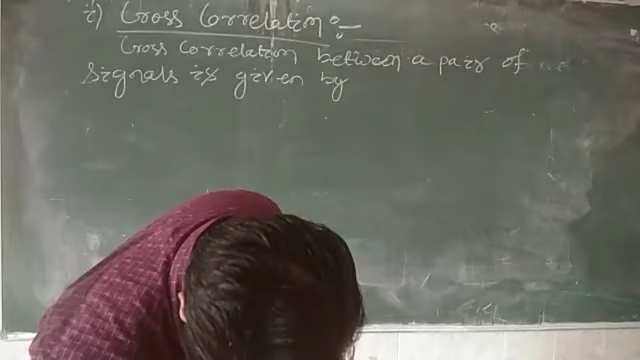 i) Cross Correlation :-
Cross correlation between a pair of
signals is given by